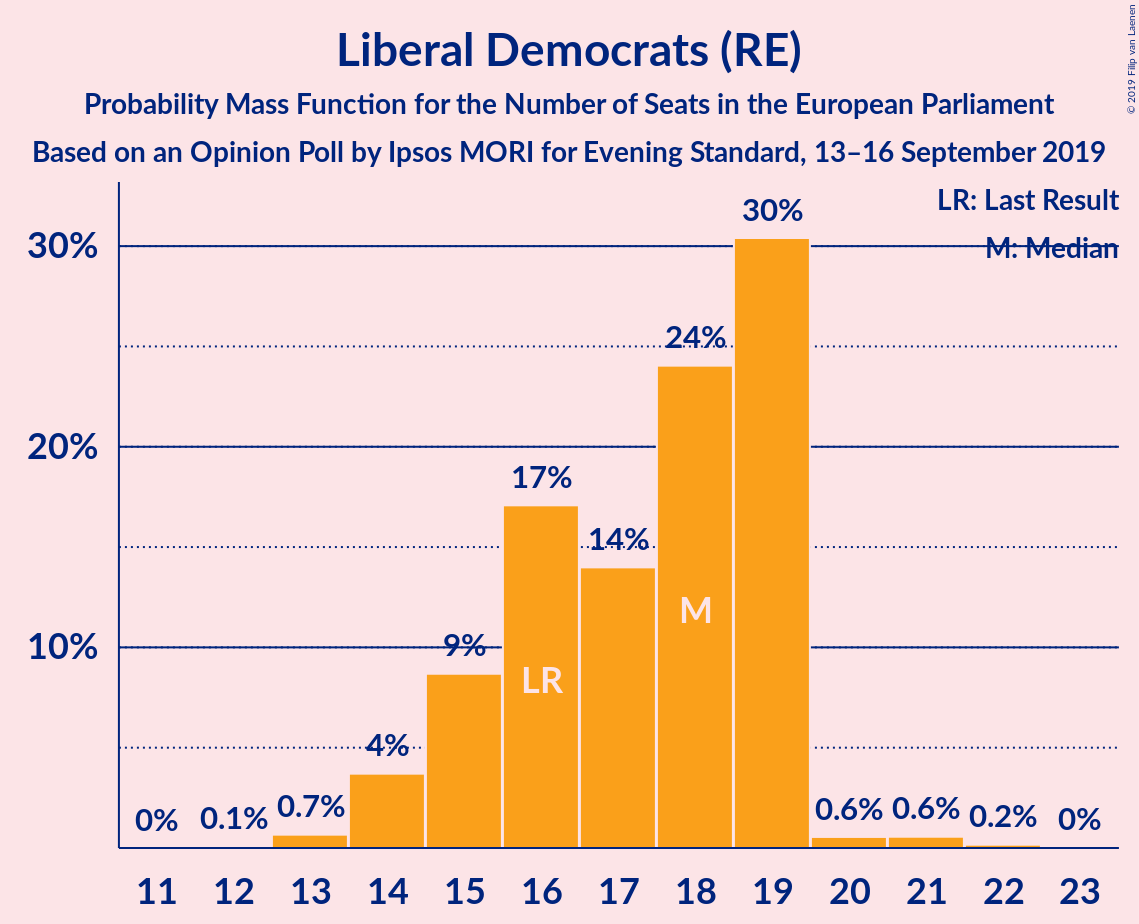 Liberal Democrats (RE)
Probability Mass Function for the Number of Seats in the European Parliament
Based on an Opinion Poll by Ipsos MORI for Evening Standard, 13–16 September 2019
© 2019 Filip van Laenen
LR: Last Result
M: Median
30%
20%
10%
0%
0.1%
0.7%
4%
9%
17%
14%
24%
30%
0.6%
0.6%
0.2%
0%
LR
M
11 12 13 14 15 16 17 18 19 20 21 22 23